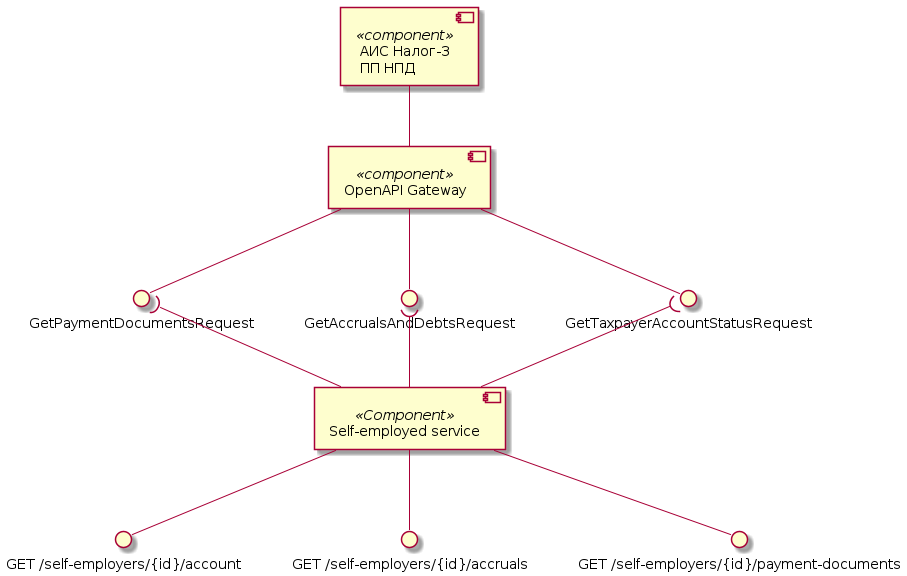 «component»
АИС Налог-3
ПП НПД
«component»
OpenAPI Gateway
GetPaymentDocumentsRequest
GetAccrualsAndDebtsRequest
GetTaxpayerAccountStatusRequest
«Component»
Self-employed service
GET /self-employers/{id}/account
GET /self-employers/{id}/accruals
GET /self-employers/{id}/payment-documents